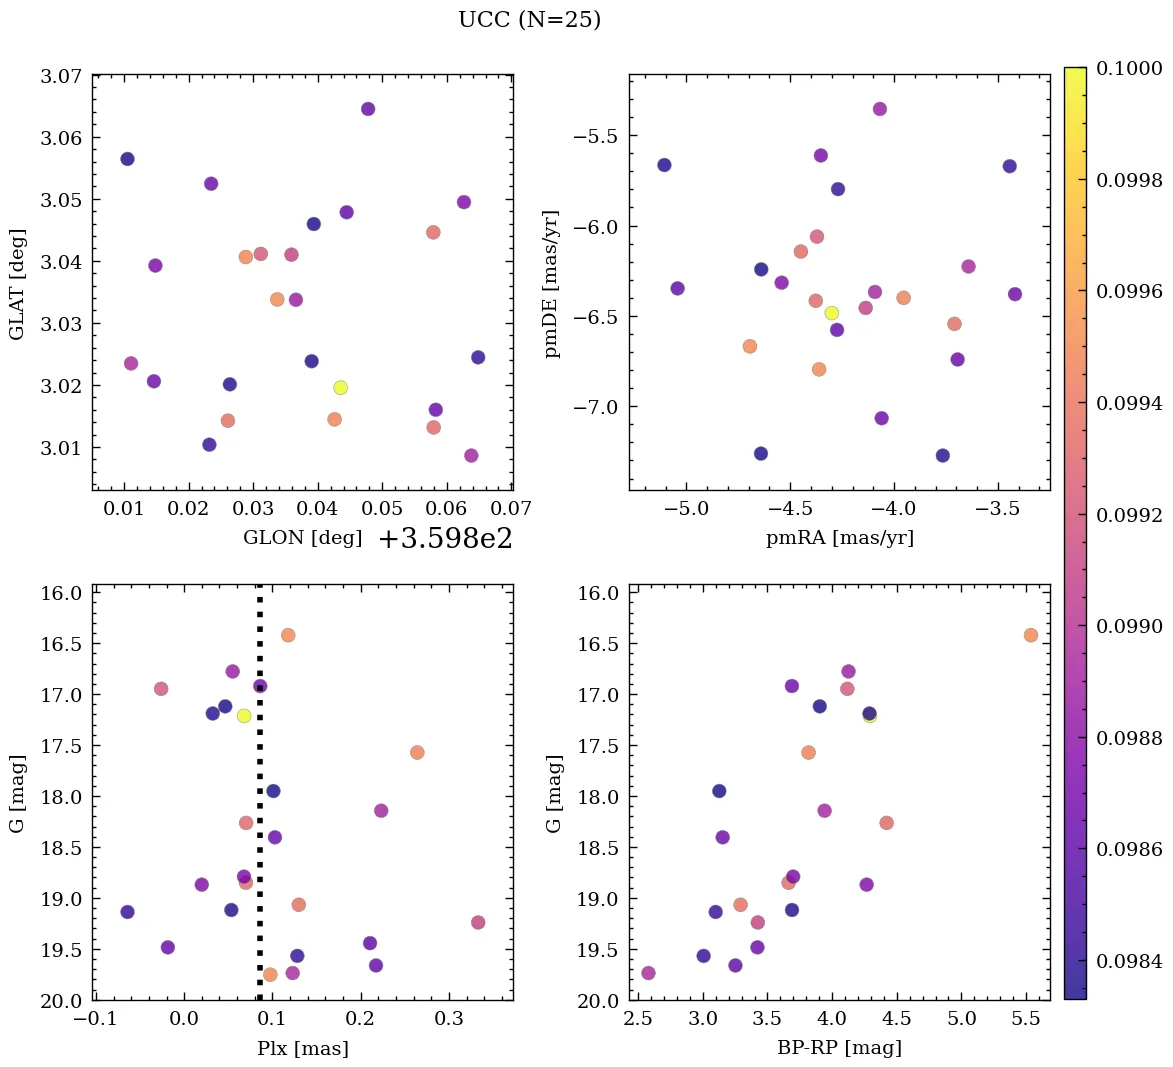 UCC (N=25)
3.07
3.06
3.05
3.04
3.03
3.02
3.01
GLAT [deg]
0.01 0.02 0.03 0.04 0.05 0.06 0.07
GLON [deg] +3.598e2
−5.5
−6.0
−6.5
−7.0
pmDE [mas/yr]
−5.0 −4.5 −4.0 −3.5
pmRA [mas/yr]
0.1000
0.0998
0.0996
0.0994
0.0992
0.0990
0.0988
0.0986
0.0984
16.0
16.5
17.0
17.5
18.0
18.5
19.0
19.5
20.0
G [mag]
−0.1 0.0 0.1 0.2 0.3
Plx [mas]
16.0
16.5
17.0
17.5
18.0
18.5
19.0
19.5
20.0
G [mag]
2.5 3.0 3.5 4.0 4.5 5.0 5.5
BP-RP [mag]